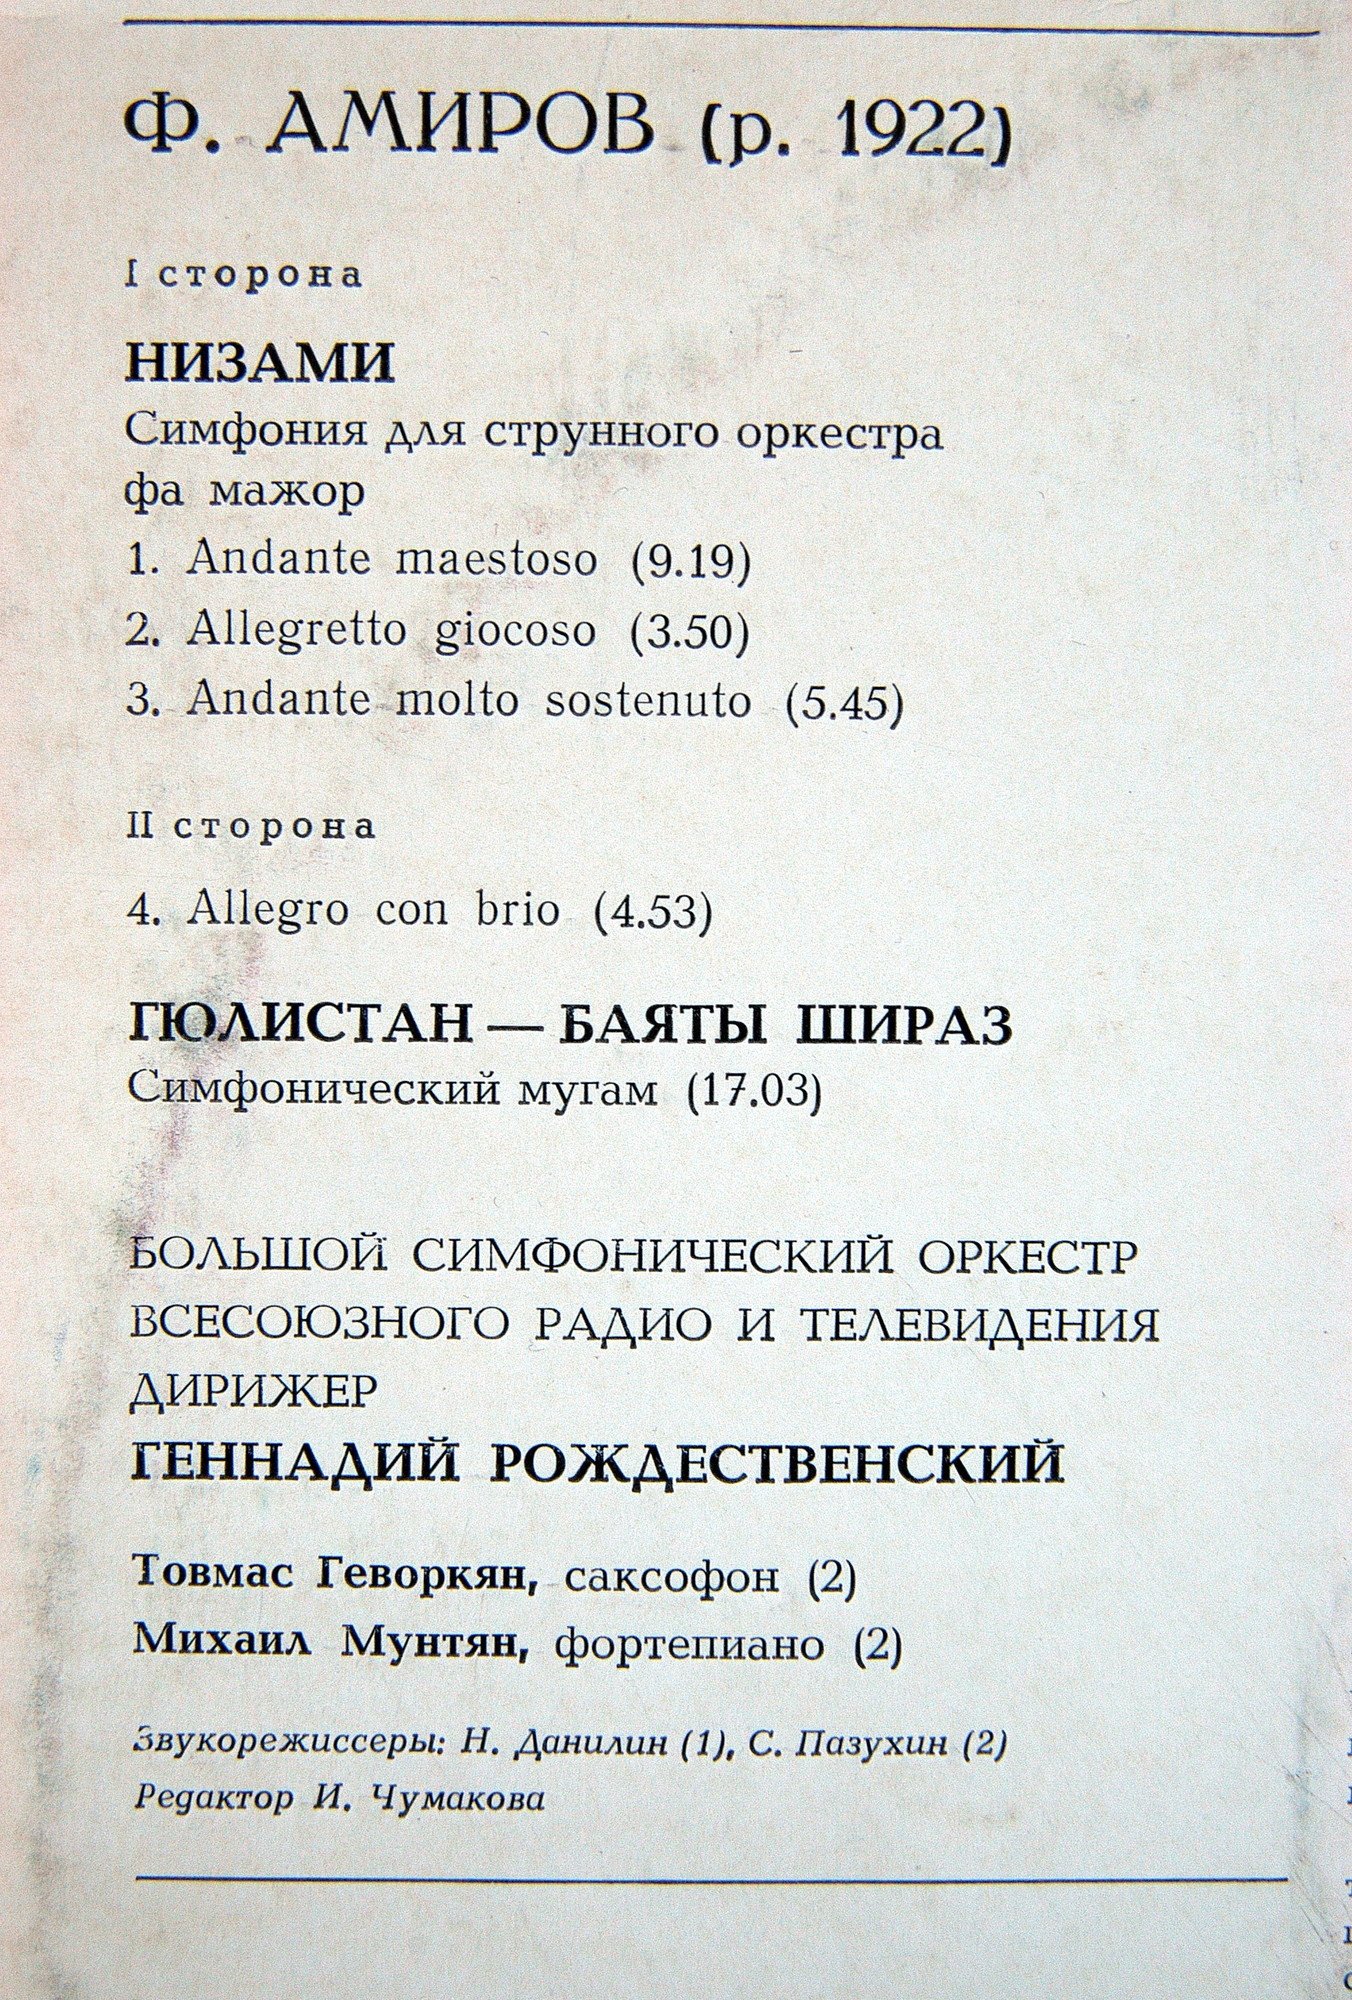 Ф. АМИРОВ (р. 1922)
I сторона
НИЗАМИ
Симфония для струнного оркестра
фа мажор
1. Andante maestoso (9.19)
2. Allegretto giocoso (3.50)
3. Andante molto sostenuto (5.45)
II сторона
4. Allegro con brio (4.53)
ГЮЛИСТАН — БАЯТЫ ШИРАЗ
Симфонический мугам (17.03)
БОЛЬШОЙ СИМФОНИЧЕСКИЙ ОРКЕСТР
ВСЕСОЮЗНОГО РАДИО И ТЕЛЕВИДЕНИЯ
ДИРИЖЕР
ГЕННАДИЙ РОЖДЕСТВЕНСКИЙ
Товмас Геворкян, саксофон (2)
Михаил Мунтян, фортепиано (2)
Звукорежиссеры: Н. Данилин (1), С. Пазухин (2)
Редактор И. Чумакова